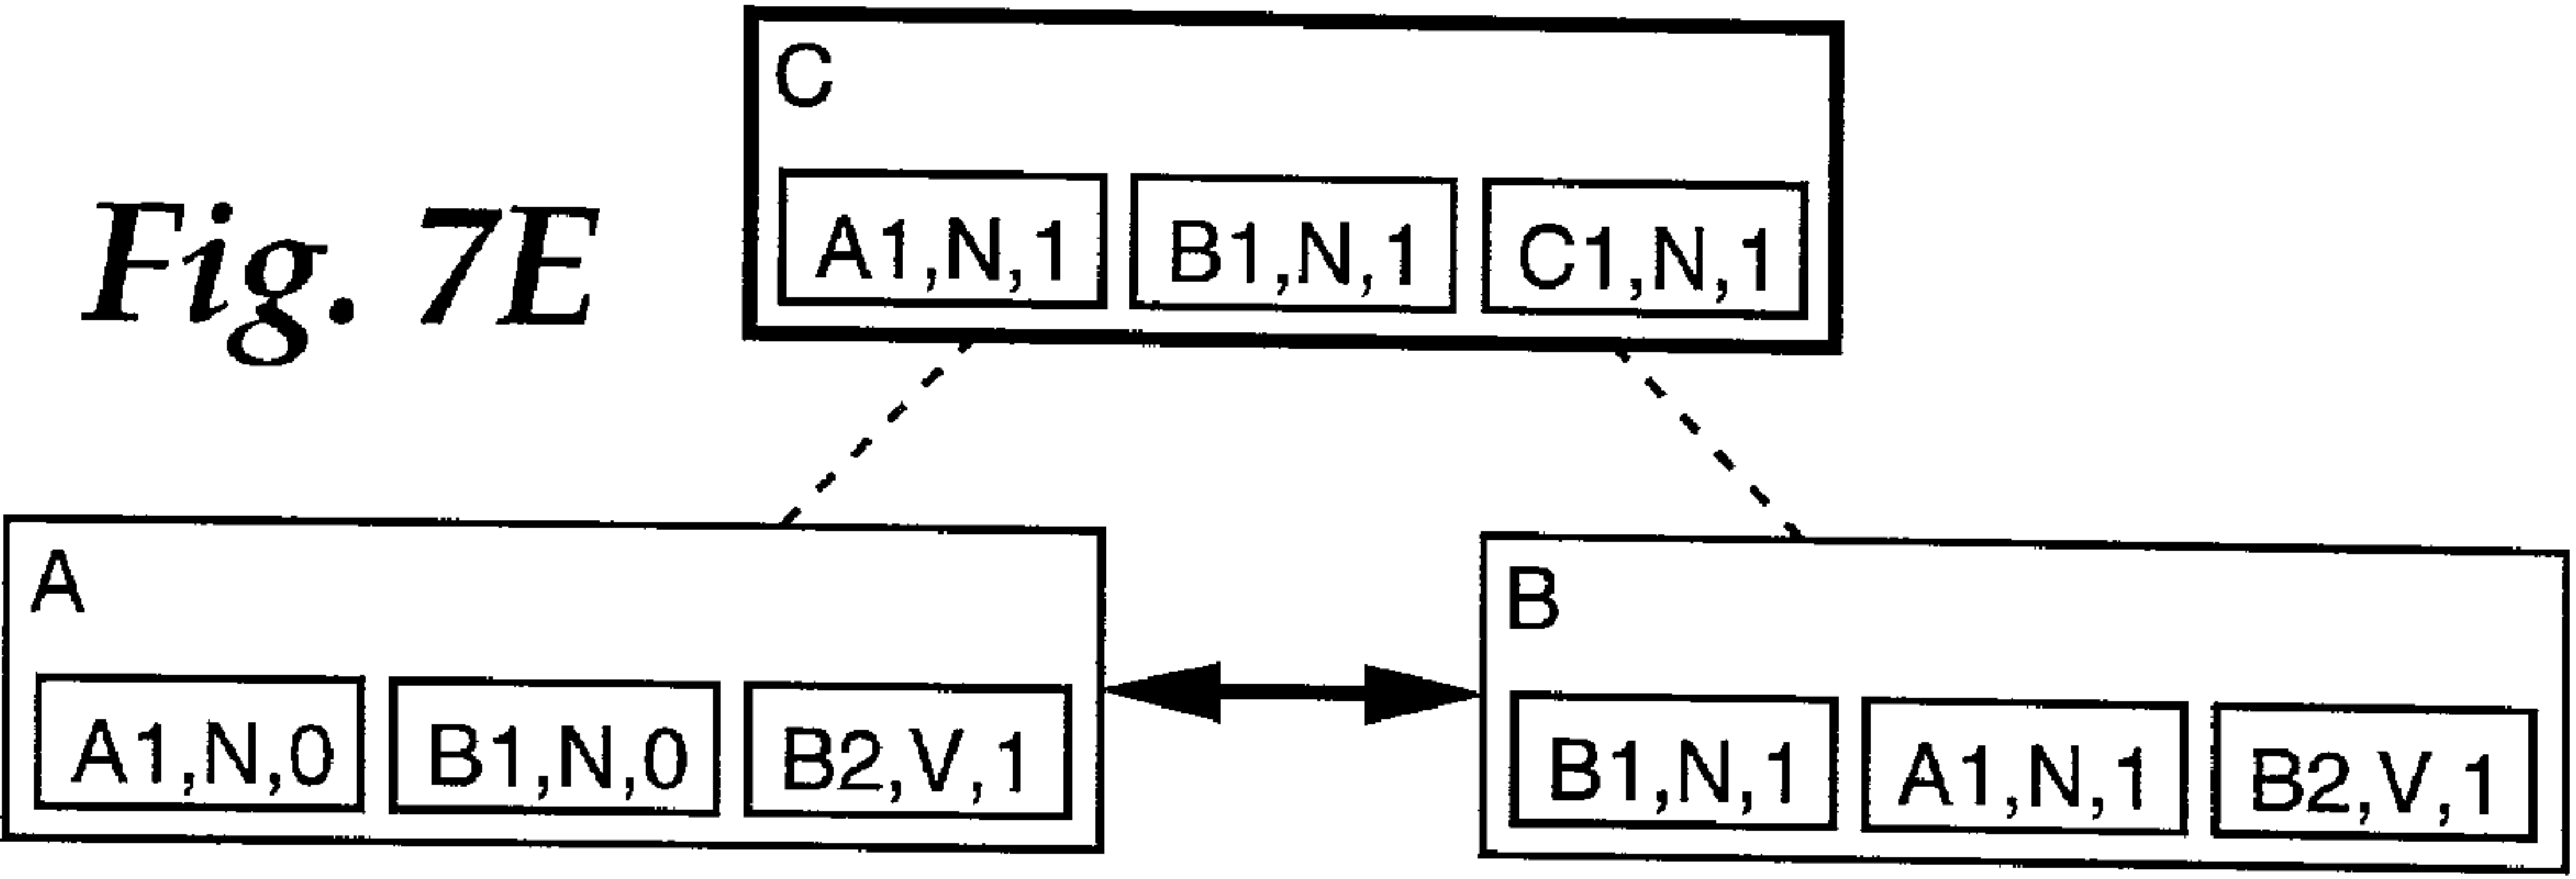 Fig. 7E
C
A1,N,1 B1,N,1 C1,N,1
A
A1,N,0 B1,N,0 B2,V,1
B
B1,N,1 A1,N,1 B2,V,1